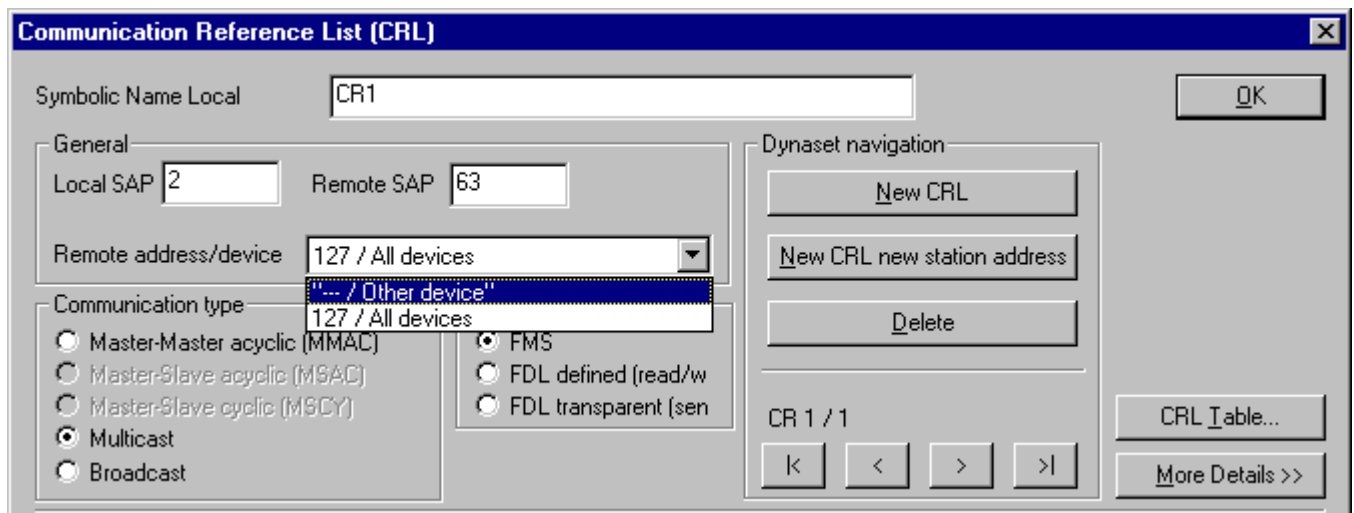 Communication Reference List (CRL)
Symbolic Name Local CR1 OK
General
Local SAP 2 Remote SAP 63
Remote address/device 127 / All devices
"--- / Other device"
127 / All devices
Communication type
Master-Master acyclic (MMAC)
Master-Slave acyclic (MSAC)
Master-Slave cyclic (MSCY)
Multicast
Broadcast
FMS
FDL defined (read/w
FDL transparent (sen
Dynaset navigation
New CRL
New CRL new station address
Delete
CR 1 / 1
|< < > >|
CRL Table...
More Details >>